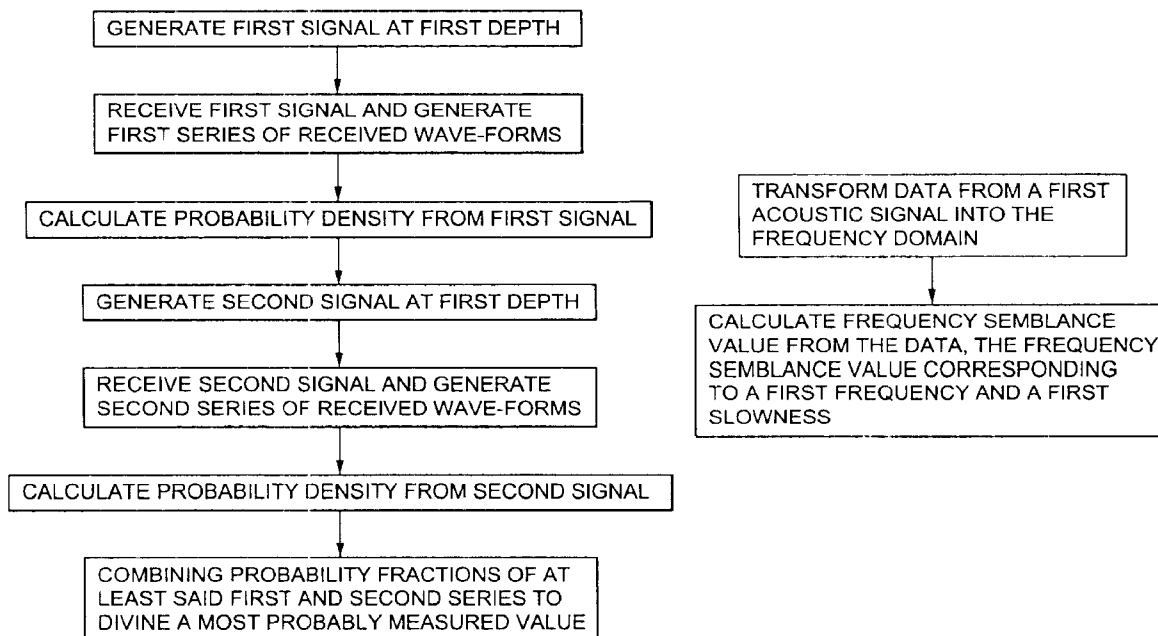 GENERATE FIRST SIGNAL AT FIRST DEPTH
RECEIVE FIRST SIGNAL AND GENERATE
FIRST SERIES OF RECEIVED WAVE-FORMS
CALCULATE PROBABILITY DENSITY FROM FIRST SIGNAL
GENERATE SECOND SIGNAL AT FIRST DEPTH
RECEIVE SECOND SIGNAL AND GENERATE
SECOND SERIES OF RECEIVED WAVE-FORMS
CALCULATE PROBABILITY DENSITY FROM SECOND SIGNAL
COMBINING PROBABILITY FRACTIONS OF AT
LEAST SAID FIRST AND SECOND SERIES TO
DIVINE A MOST PROBABLY MEASURED VALUE
TRANSFORM DATA FROM A FIRST
ACOUSTIC SIGNAL INTO THE
FREQUENCY DOMAIN
CALCULATE FREQUENCY SEMBLANCE
VALUE FROM THE DATA, THE FREQUENCY
SEMBLANCE VALUE CORRESPONDING
TO A FIRST FREQUENCY AND A FIRST
SLOWNESS